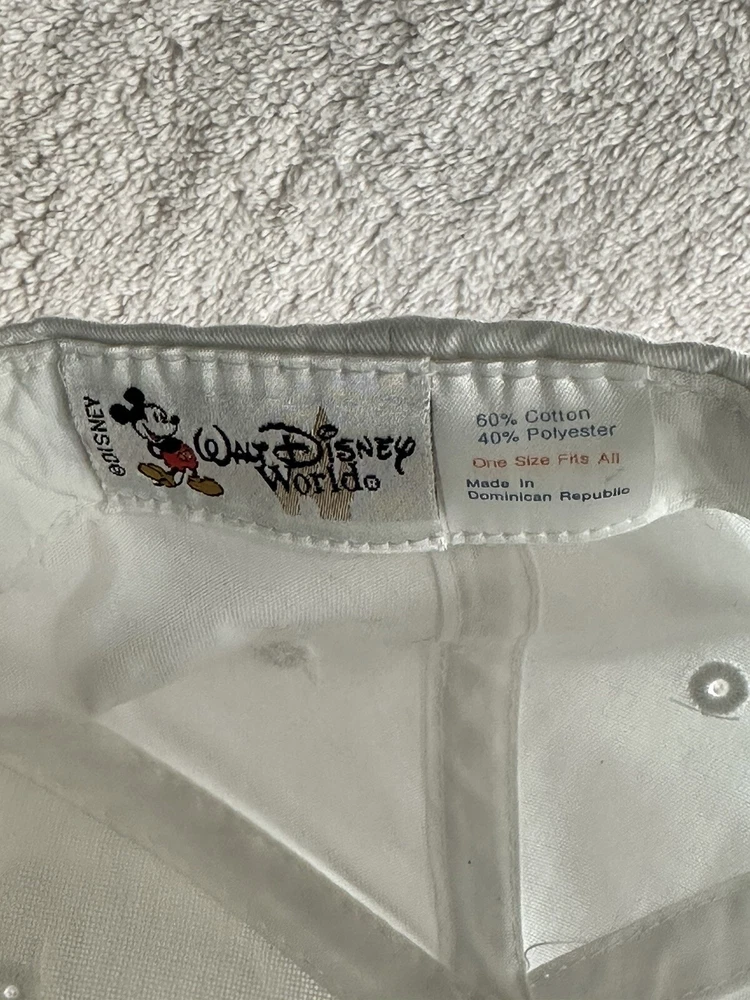 ©DISNEY
WALT DISNEY
World®
60% Cotton
40% Polyester
One Size Fits All
Made In
Dominican Republic